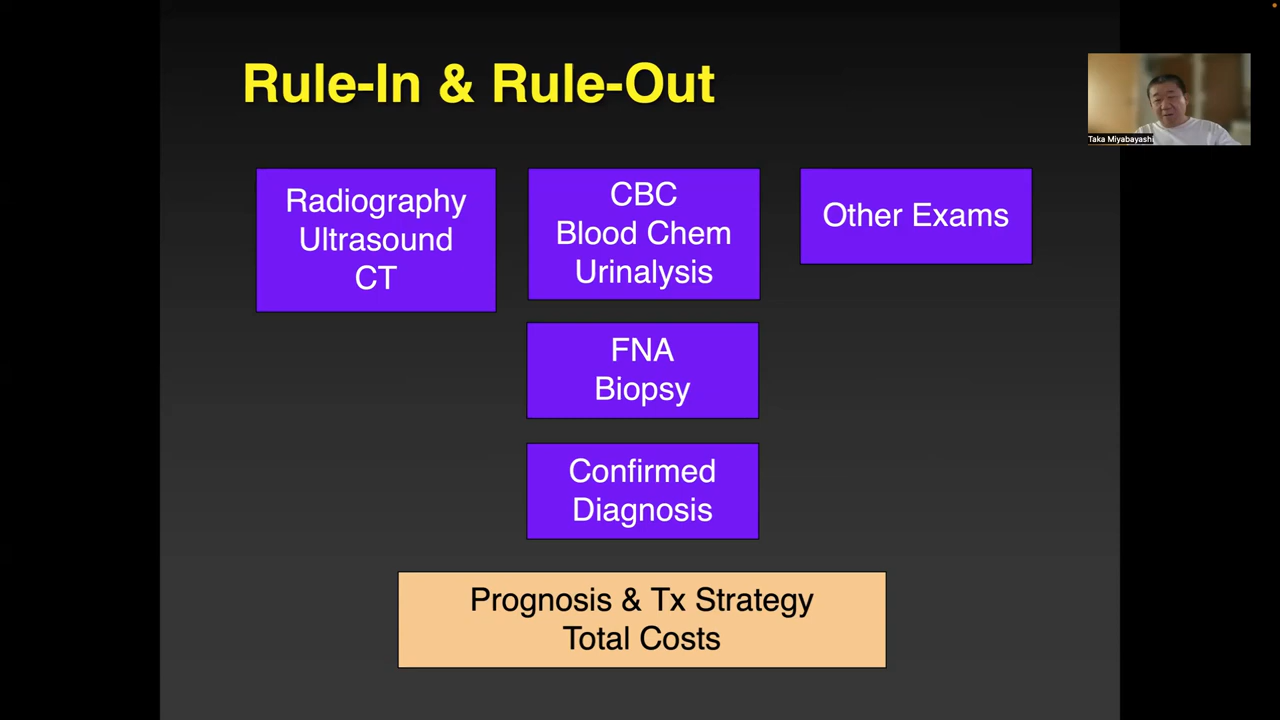 Rule-In & Rule-Out
Taka Miyabayashi
Radiography
Ultrasound
CT
CBC
Blood Chem
Urinalysis
Other Exams
FNA
Biopsy
Confirmed
Diagnosis
Prognosis & Tx Strategy
Total Costs